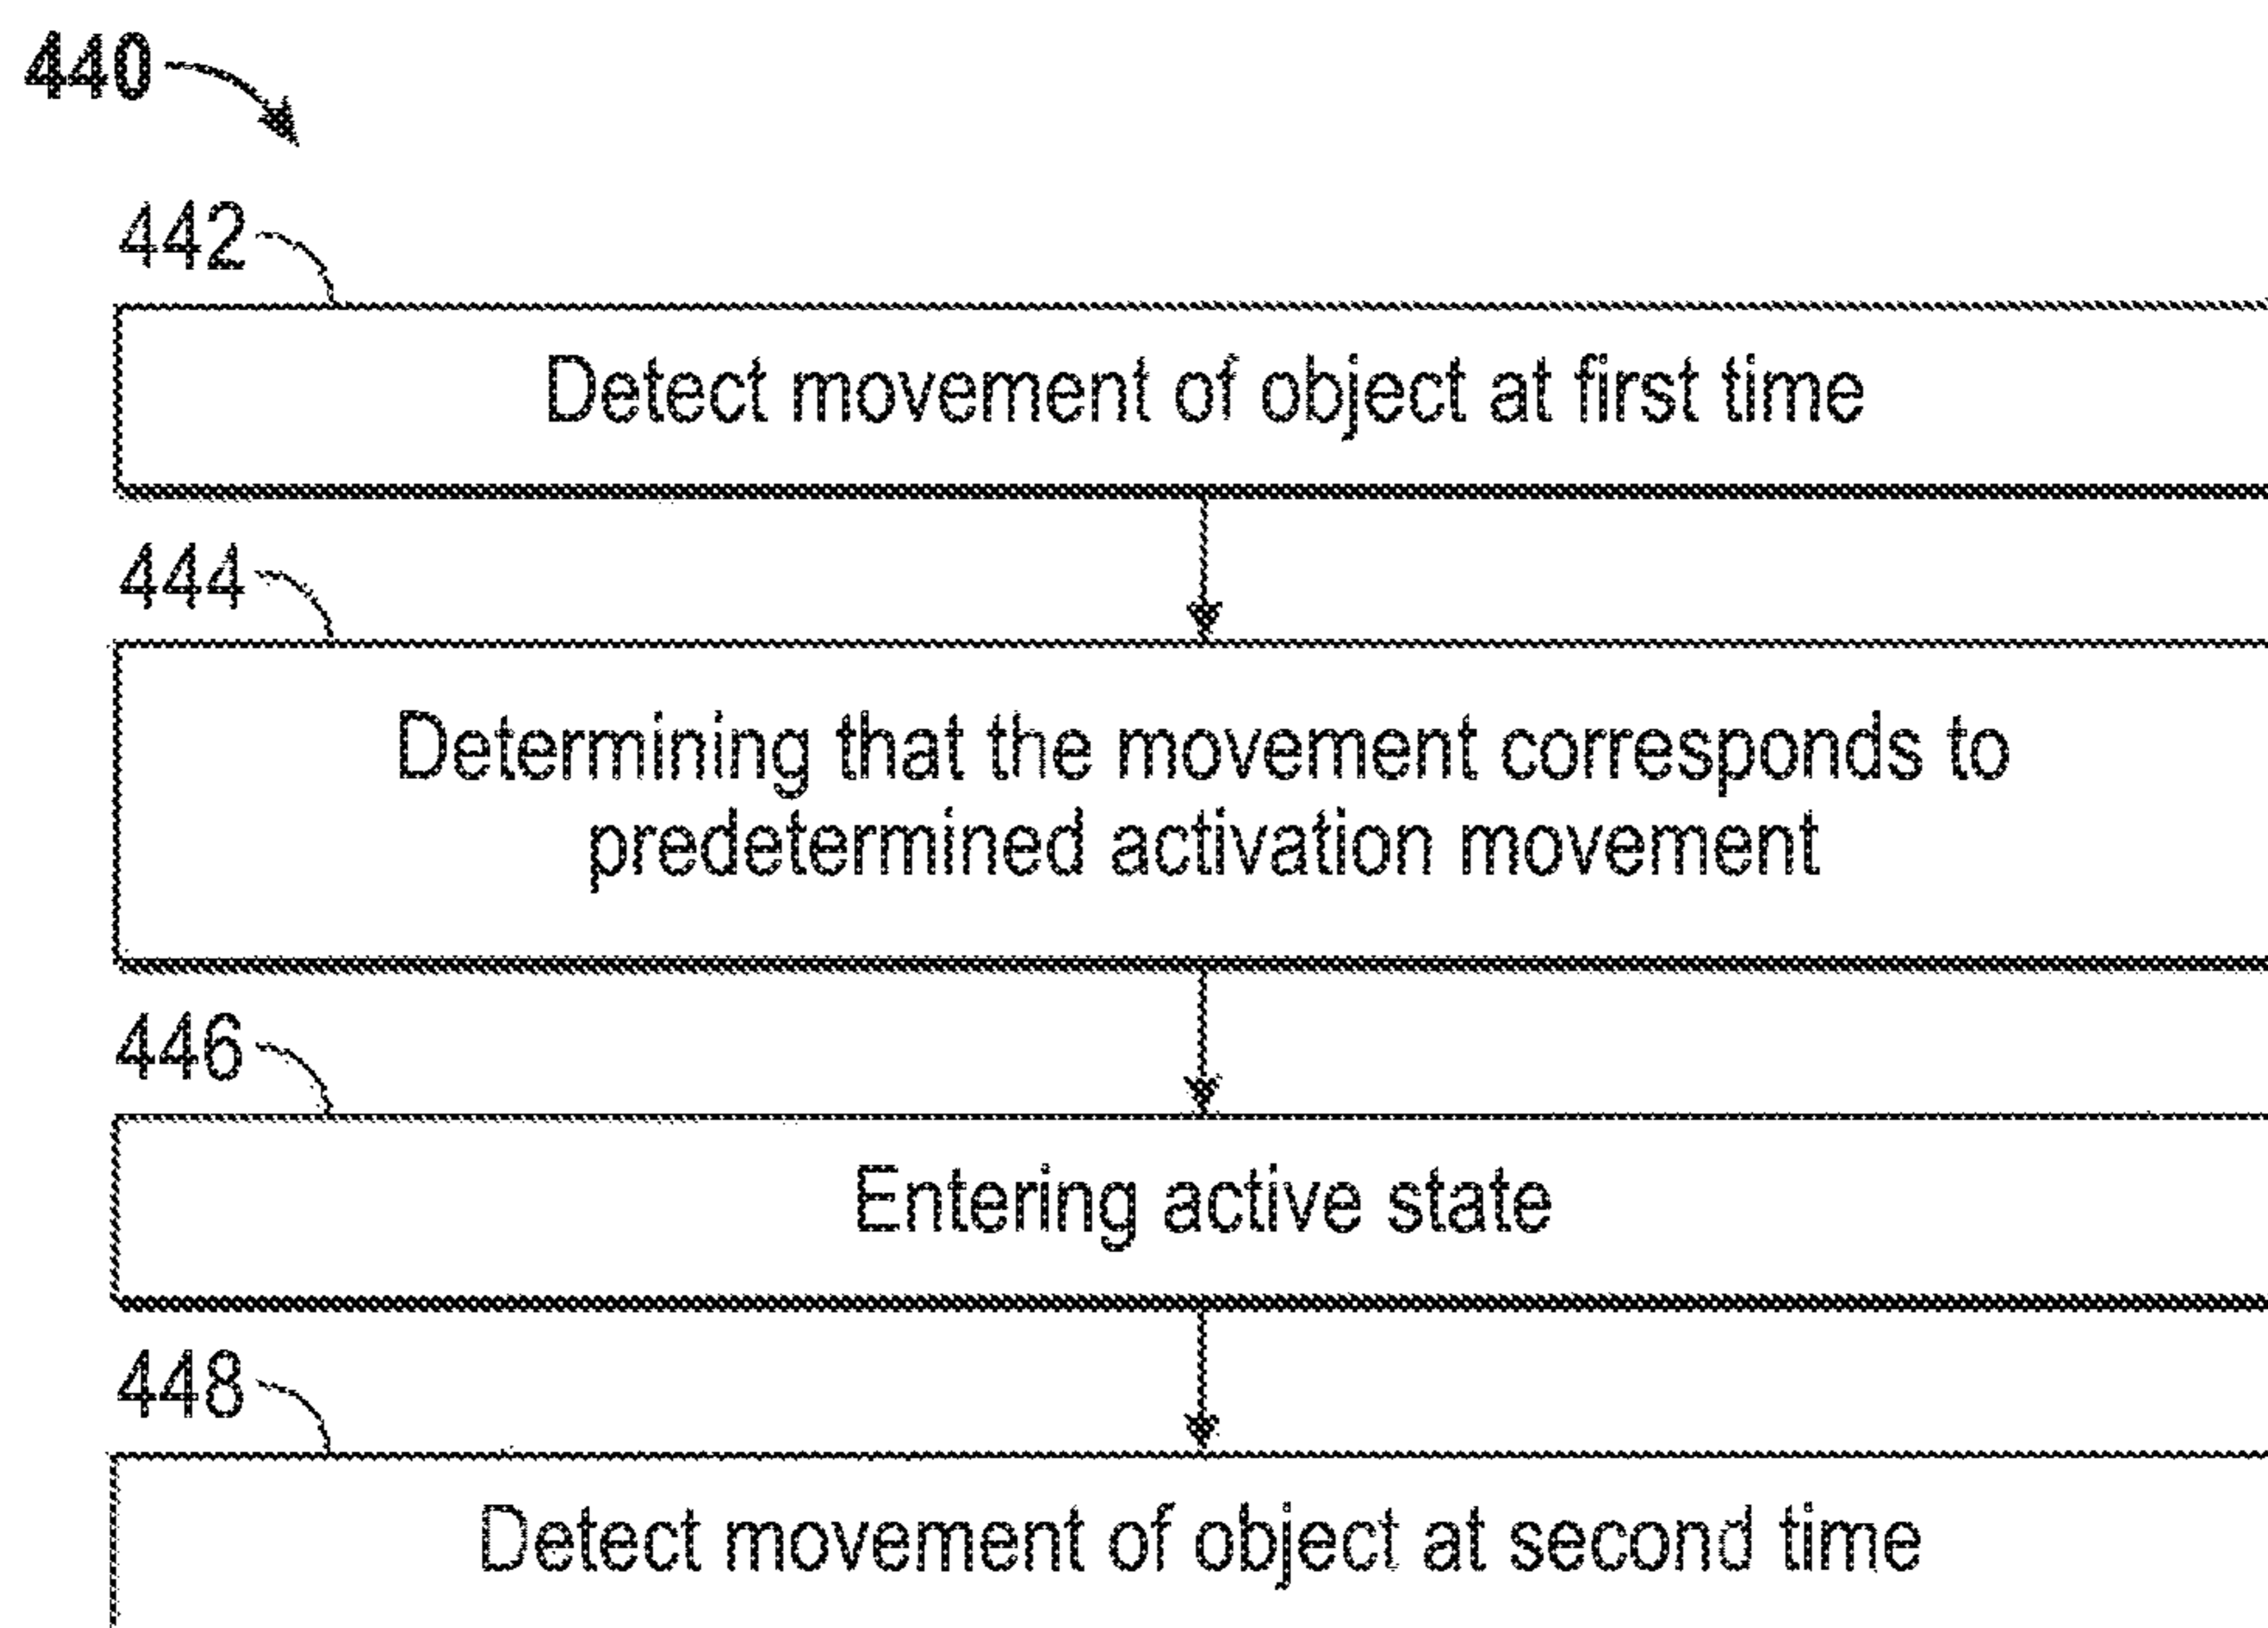 440
442
Detect movement of object at first time
444
Determining that the movement corresponds to
predetermined activation movement
446
Entering active state
448
Detect movement of object at second time